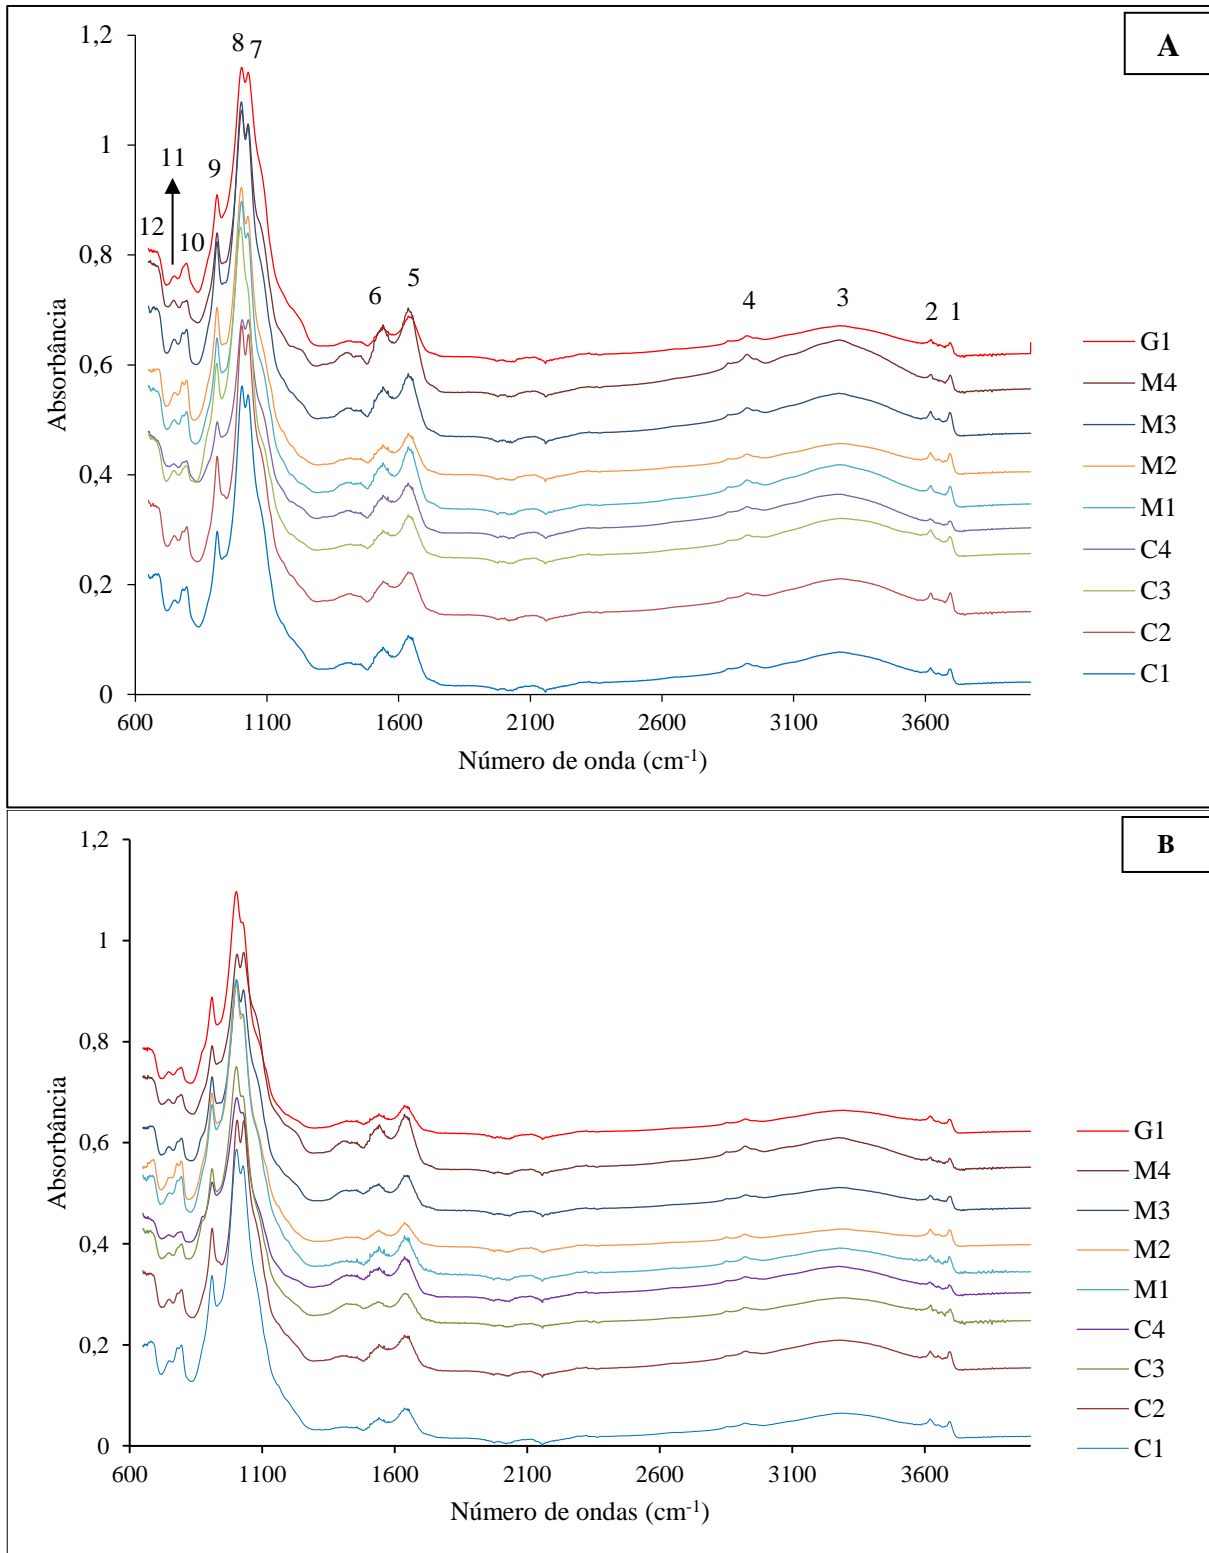 A
1,2
1
0,8
0,6
0,4
0,2
0
Absorbância
8 7
11
9
12
10
6
5
4
3
2
1
G1
M4
M3
M2
M1
C4
C3
C2
C1
600 1100 1600 2100 2600 3100 3600
Número de onda (cm-1)
B
1,2
1
0,8
0,6
0,4
0,2
0
Absorbância
G1
M4
M3
M2
M1
C4
C3
C2
C1
600 1100 1600 2100 2600 3100 3600
Número de ondas (cm-1)